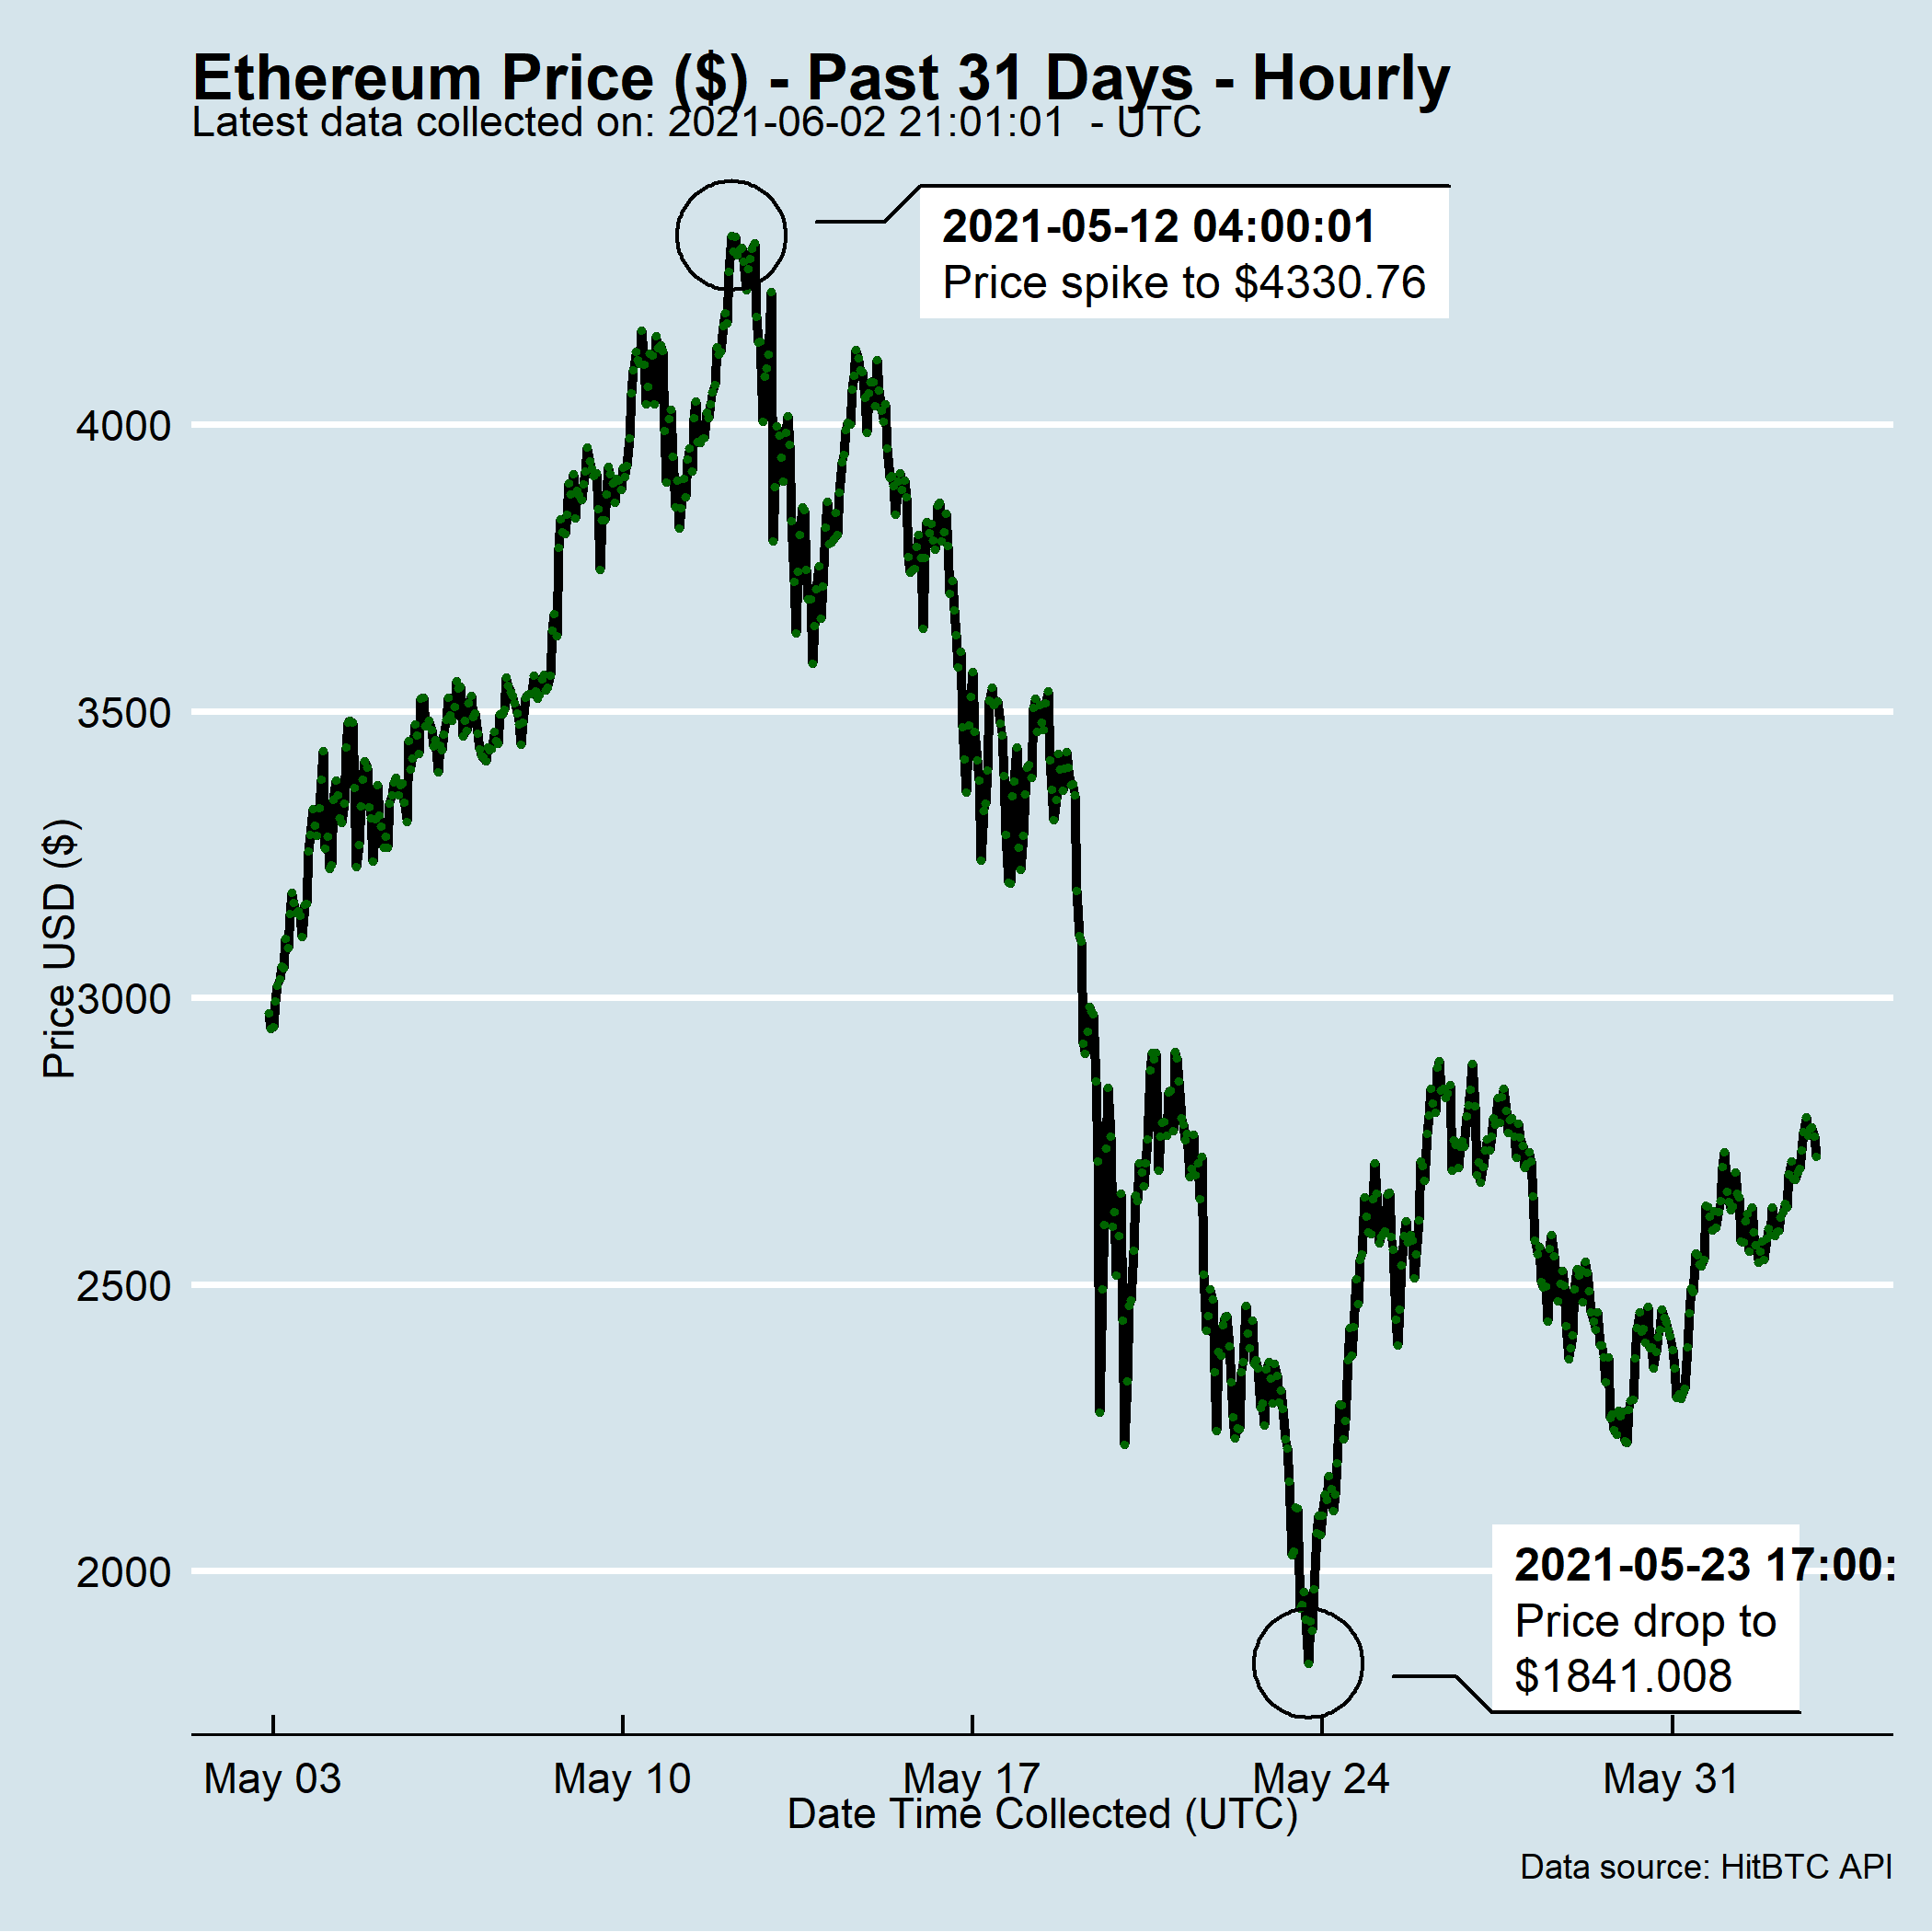 Ethereum Price ($) - Past 31 Days - Hourly
Latest data collected on: 2021-06-02 21:01:01  - UTC
2021-05-12 04:00:01
Price spike to $4330.76
4000
3500
3000
2500
2000
Price USD ($)
2021-05-23 17:00:
Price drop to
$1841.008
May 03
May 10
May 17
May 24
May 31
Date Time Collected (UTC)
Data source: HitBTC API